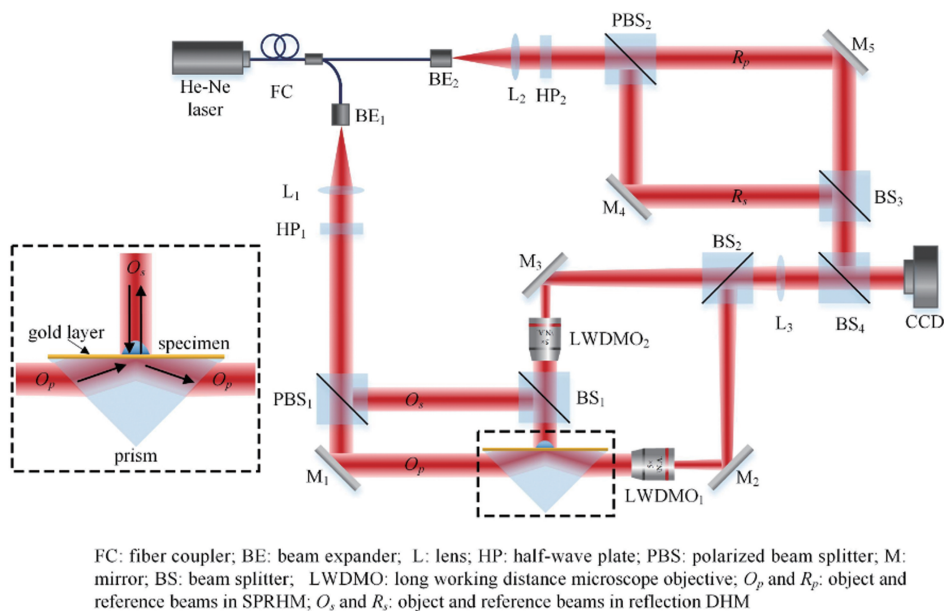 PBS2
M5
He-Ne
laser
FC
BE2
L2
HP2
Rp
BE1
L1
M4
Rs
BS3
HP1
BS2
M3
Os
gold layer
specimen
5x
N.A
LWDMO2
L3
BS4
CCD
Op
Op
PBS1
Os
BS1
prism
M1
Op
5x
N.A
LWDMO1
M2
FC: fiber coupler; BE: beam expander; L: lens; HP: half-wave plate; PBS: polarized beam splitter; M:
mirror; BS: beam splitter; LWDMO: long working distance microscope objective; Op and Rp: object and
reference beams in SPRHM; Os and Rs: object and reference beams in reflection DHM